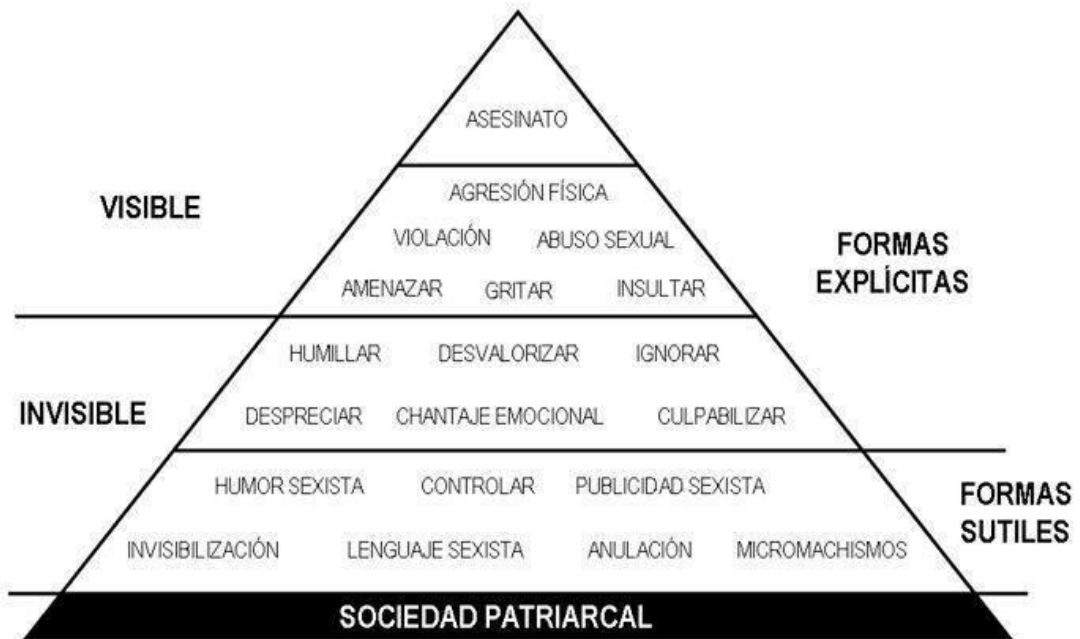 ASESINATO
AGRESIÓN FÍSICA
VISIBLE
VIOLACIÓN ABUSO SEXUAL
FORMAS
EXPLÍCITAS
AMENAZAR GRITAR INSULTAR
HUMILLAR DESVALORIZAR IGNORAR
INVISIBLE
DESPRECIAR CHANTAJE EMOCIONAL CULPABILIZAR
HUMOR SEXISTA CONTROLAR PUBLICIDAD SEXISTA
FORMAS
SUTILES
INVISIBILIZACIÓN LENGUAJE SEXISTA ANULACIÓN MICROMACHISMOS
SOCIEDAD PATRIARCAL